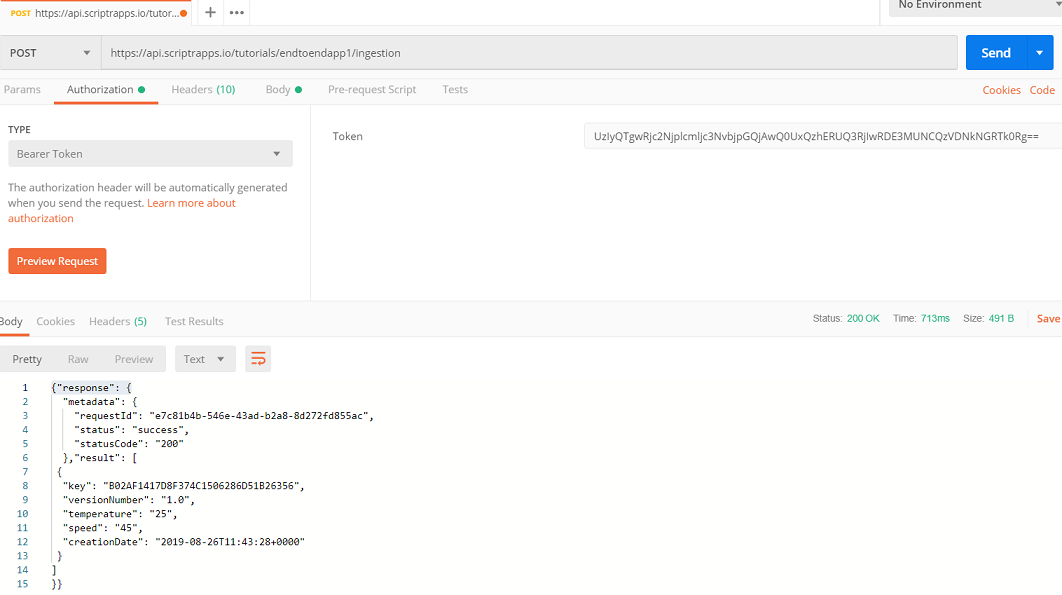 POST https://api.scriptrapps.io/tutor...
No Environment
POST https://api.scriptrapps.io/tutorials/endtoendapp1/ingestion Send
Params Authorization Headers (10) Body Pre-request Script Tests Cookies Code
TYPE
Bearer Token
The authorization header will be automatically generated
when you send the request. Learn more about
authorization
Preview Request
Token UzIyQTgwRjc2Njplcmljc3NvbjpGQjAwQ0UxQzhERUQ3RjIwRDE3MUNCQzVDNkNGRTk0Rg==
Body Cookies Headers (5) Test Results Status: 200 OK Time: 713ms Size: 491 B Save
Pretty Raw Preview Text
1 {"response": {
2 "metadata": {
3 "requestId": "e7c81b4b-546e-43ad-b2a8-8d272fd855ac",
4 "status": "success",
5 "statusCode": "200"
6 },"result": [
7 {
8 "key": "B02AF1417D8F374C1506286D51B26356",
9 "versionNumber": "1.0",
10 "temperature": "25",
11 "speed": "45",
12 "creationDate": "2019-08-26T11:43:28+0000"
13 }
14 ]
15 }}